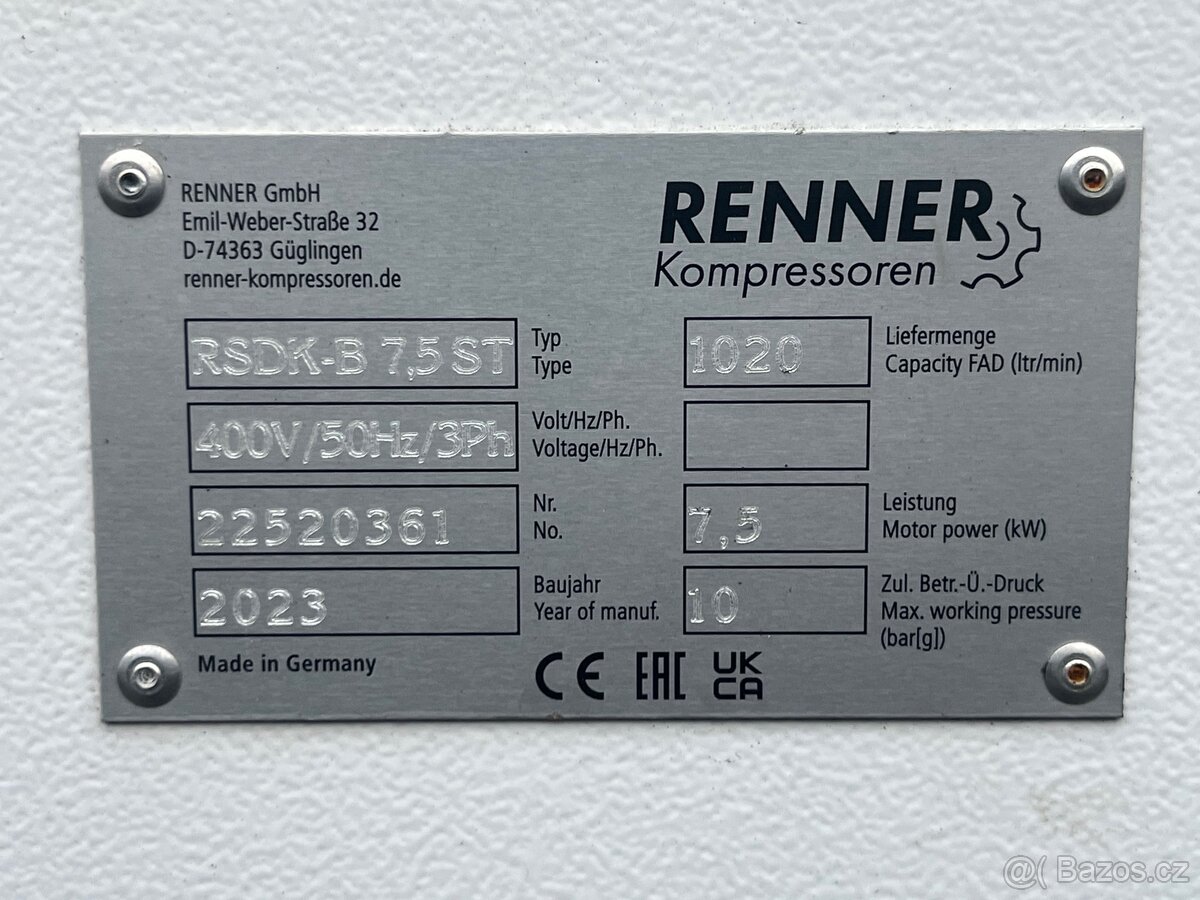 RENNER GmbH
Emil-Weber-Straße 32
D-74363 Güglingen
renner-kompressoren.de
RENNER
Kompressoren
RSDK-B 7,5 ST
Typ
Type
1020
Liefermenge
Capacity FAD (ltr/min)
400V/50Hz/3Ph
Volt/Hz/Ph.
Voltage/Hz/Ph.
22520361
Nr.
No.
7,5
Leistung
Motor power (kW)
2023
Baujahr
Year of manuf.
10
Zul. Betr.-Ü.-Druck
Max. working pressure
(bar[g])
Made in Germany
CE EAC UK
CA
@( Bazos.cz